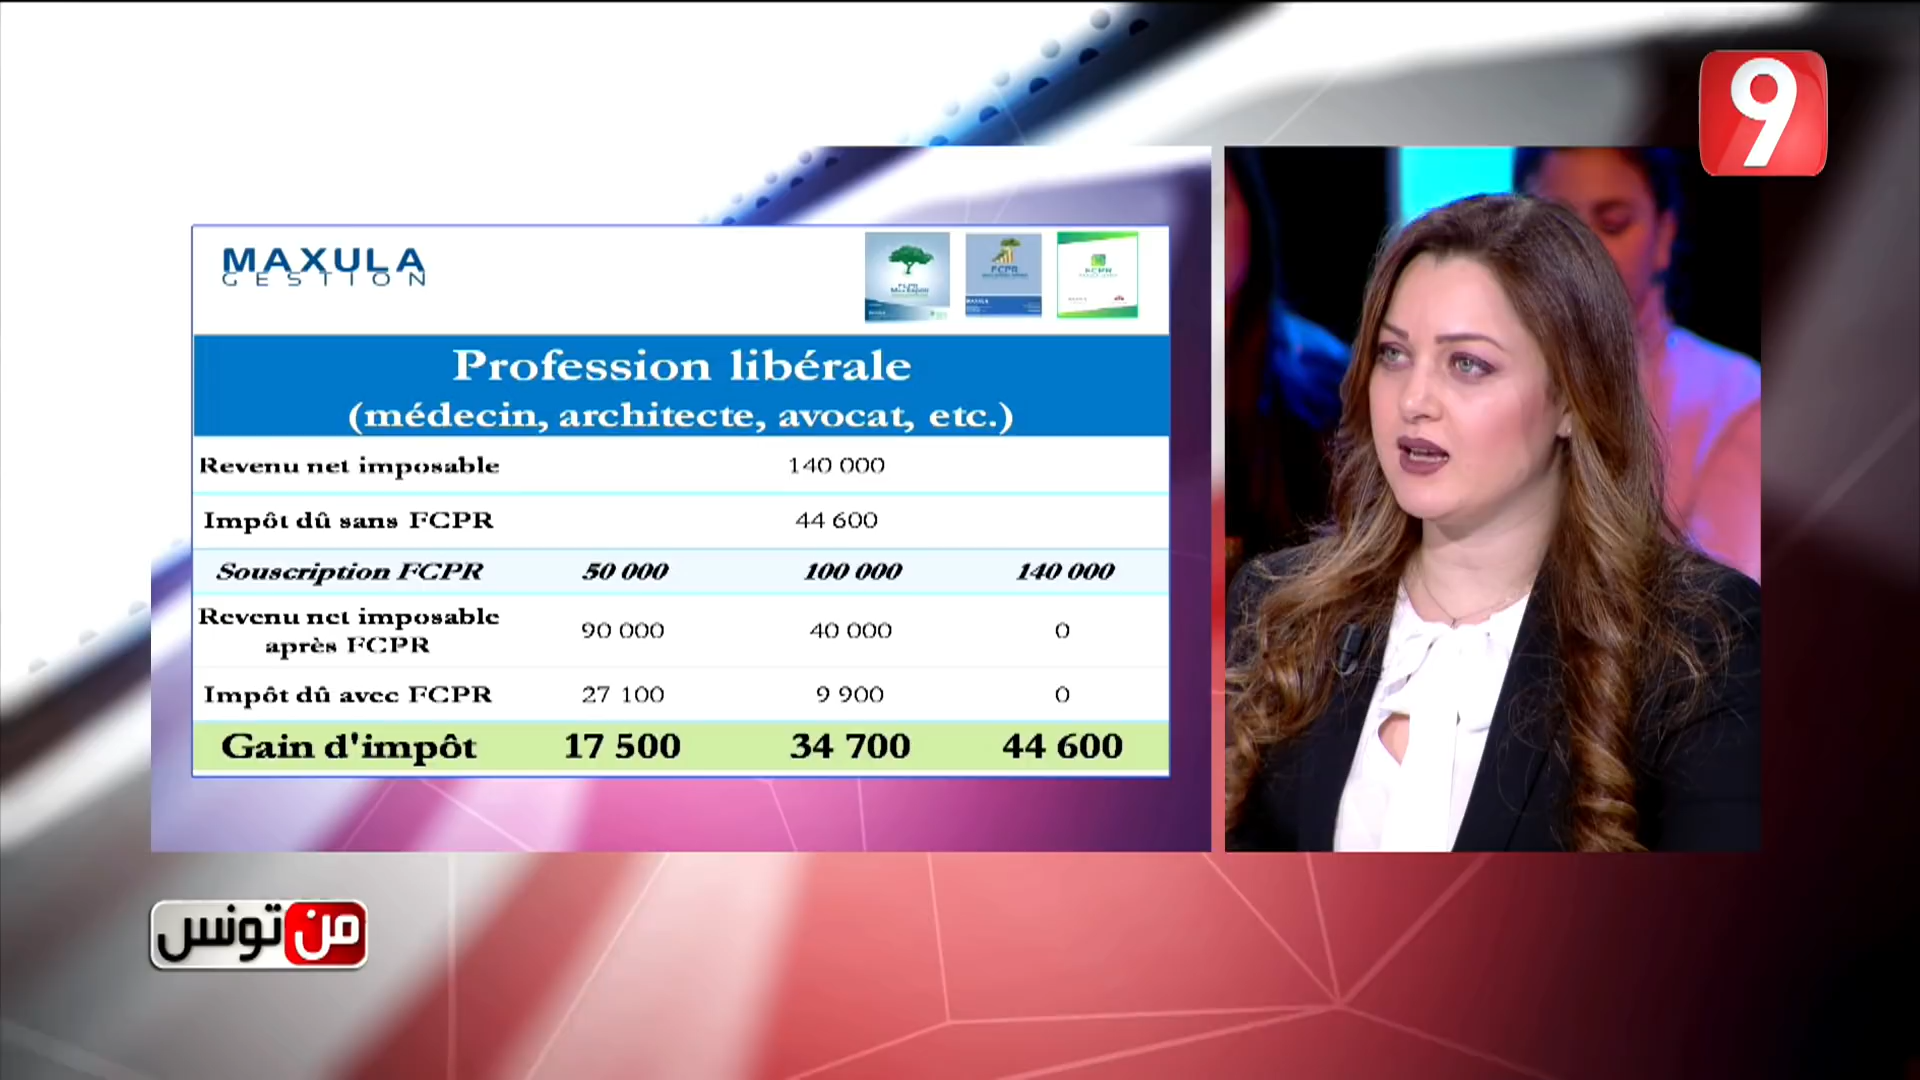 9
MAXULA
GESTION
FCPR
MAXULA
FCPR
Profession libérale
(médecin, architecte, avocat, etc.)
Revenu net imposable 140 000
Impôt dû sans FCPR 44 600
Souscription FCPR 50 000 100 000 140 000
Revenu net imposable
après FCPR 90 000 40 000 0
Impôt dû avec FCPR 27 100 9 900 0
Gain d'impôt 17 500 34 700 44 600
من تونس